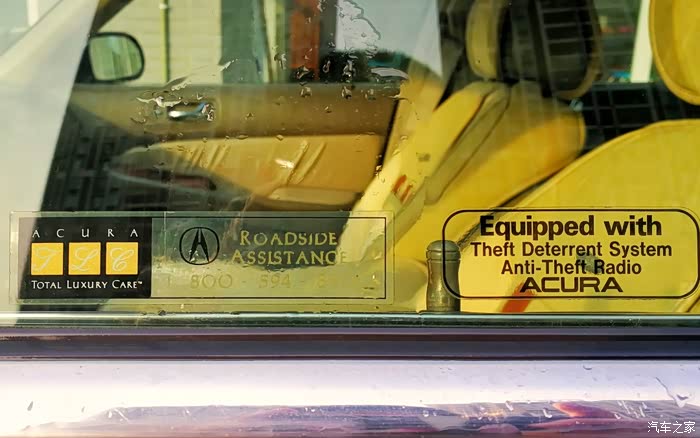 ACURA
TLC
TOTAL LUXURY CARE™
ROADSIDE
ASSISTANCE
800-594-8
Equipped with
Theft Deterrent System
Anti-Theft Radio
ACURA
汽车之家